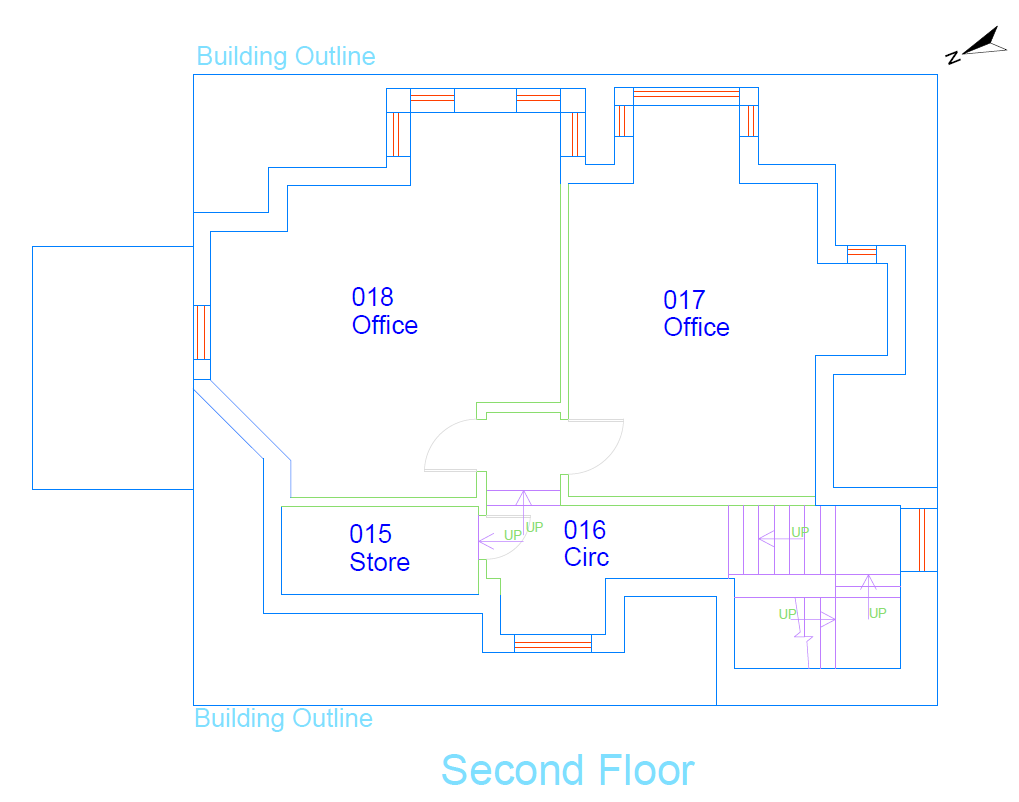 Building Outline
N
018
Office
017
Office
015
Store
UP
UP
016
Circ
UP
UP
UP
Building Outline
Second Floor